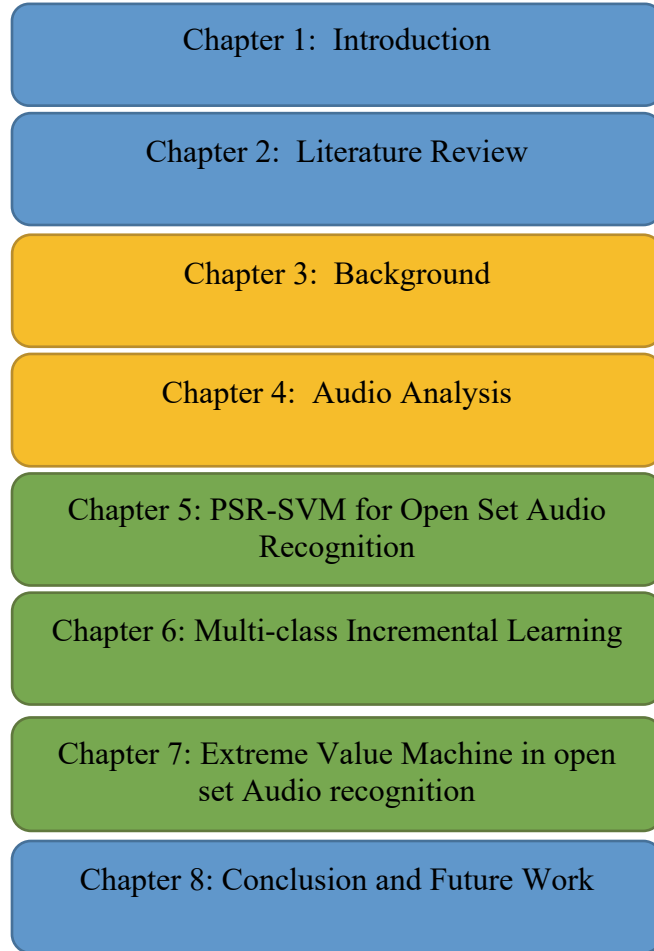 Chapter 1:  Introduction
Chapter 2:  Literature Review
Chapter 3:  Background
Chapter 4:  Audio Analysis
Chapter 5: PSR-SVM for Open Set Audio
Recognition
Chapter 6: Multi-class Incremental Learning
Chapter 7: Extreme Value Machine in open
set Audio recognition
Chapter 8: Conclusion and Future Work